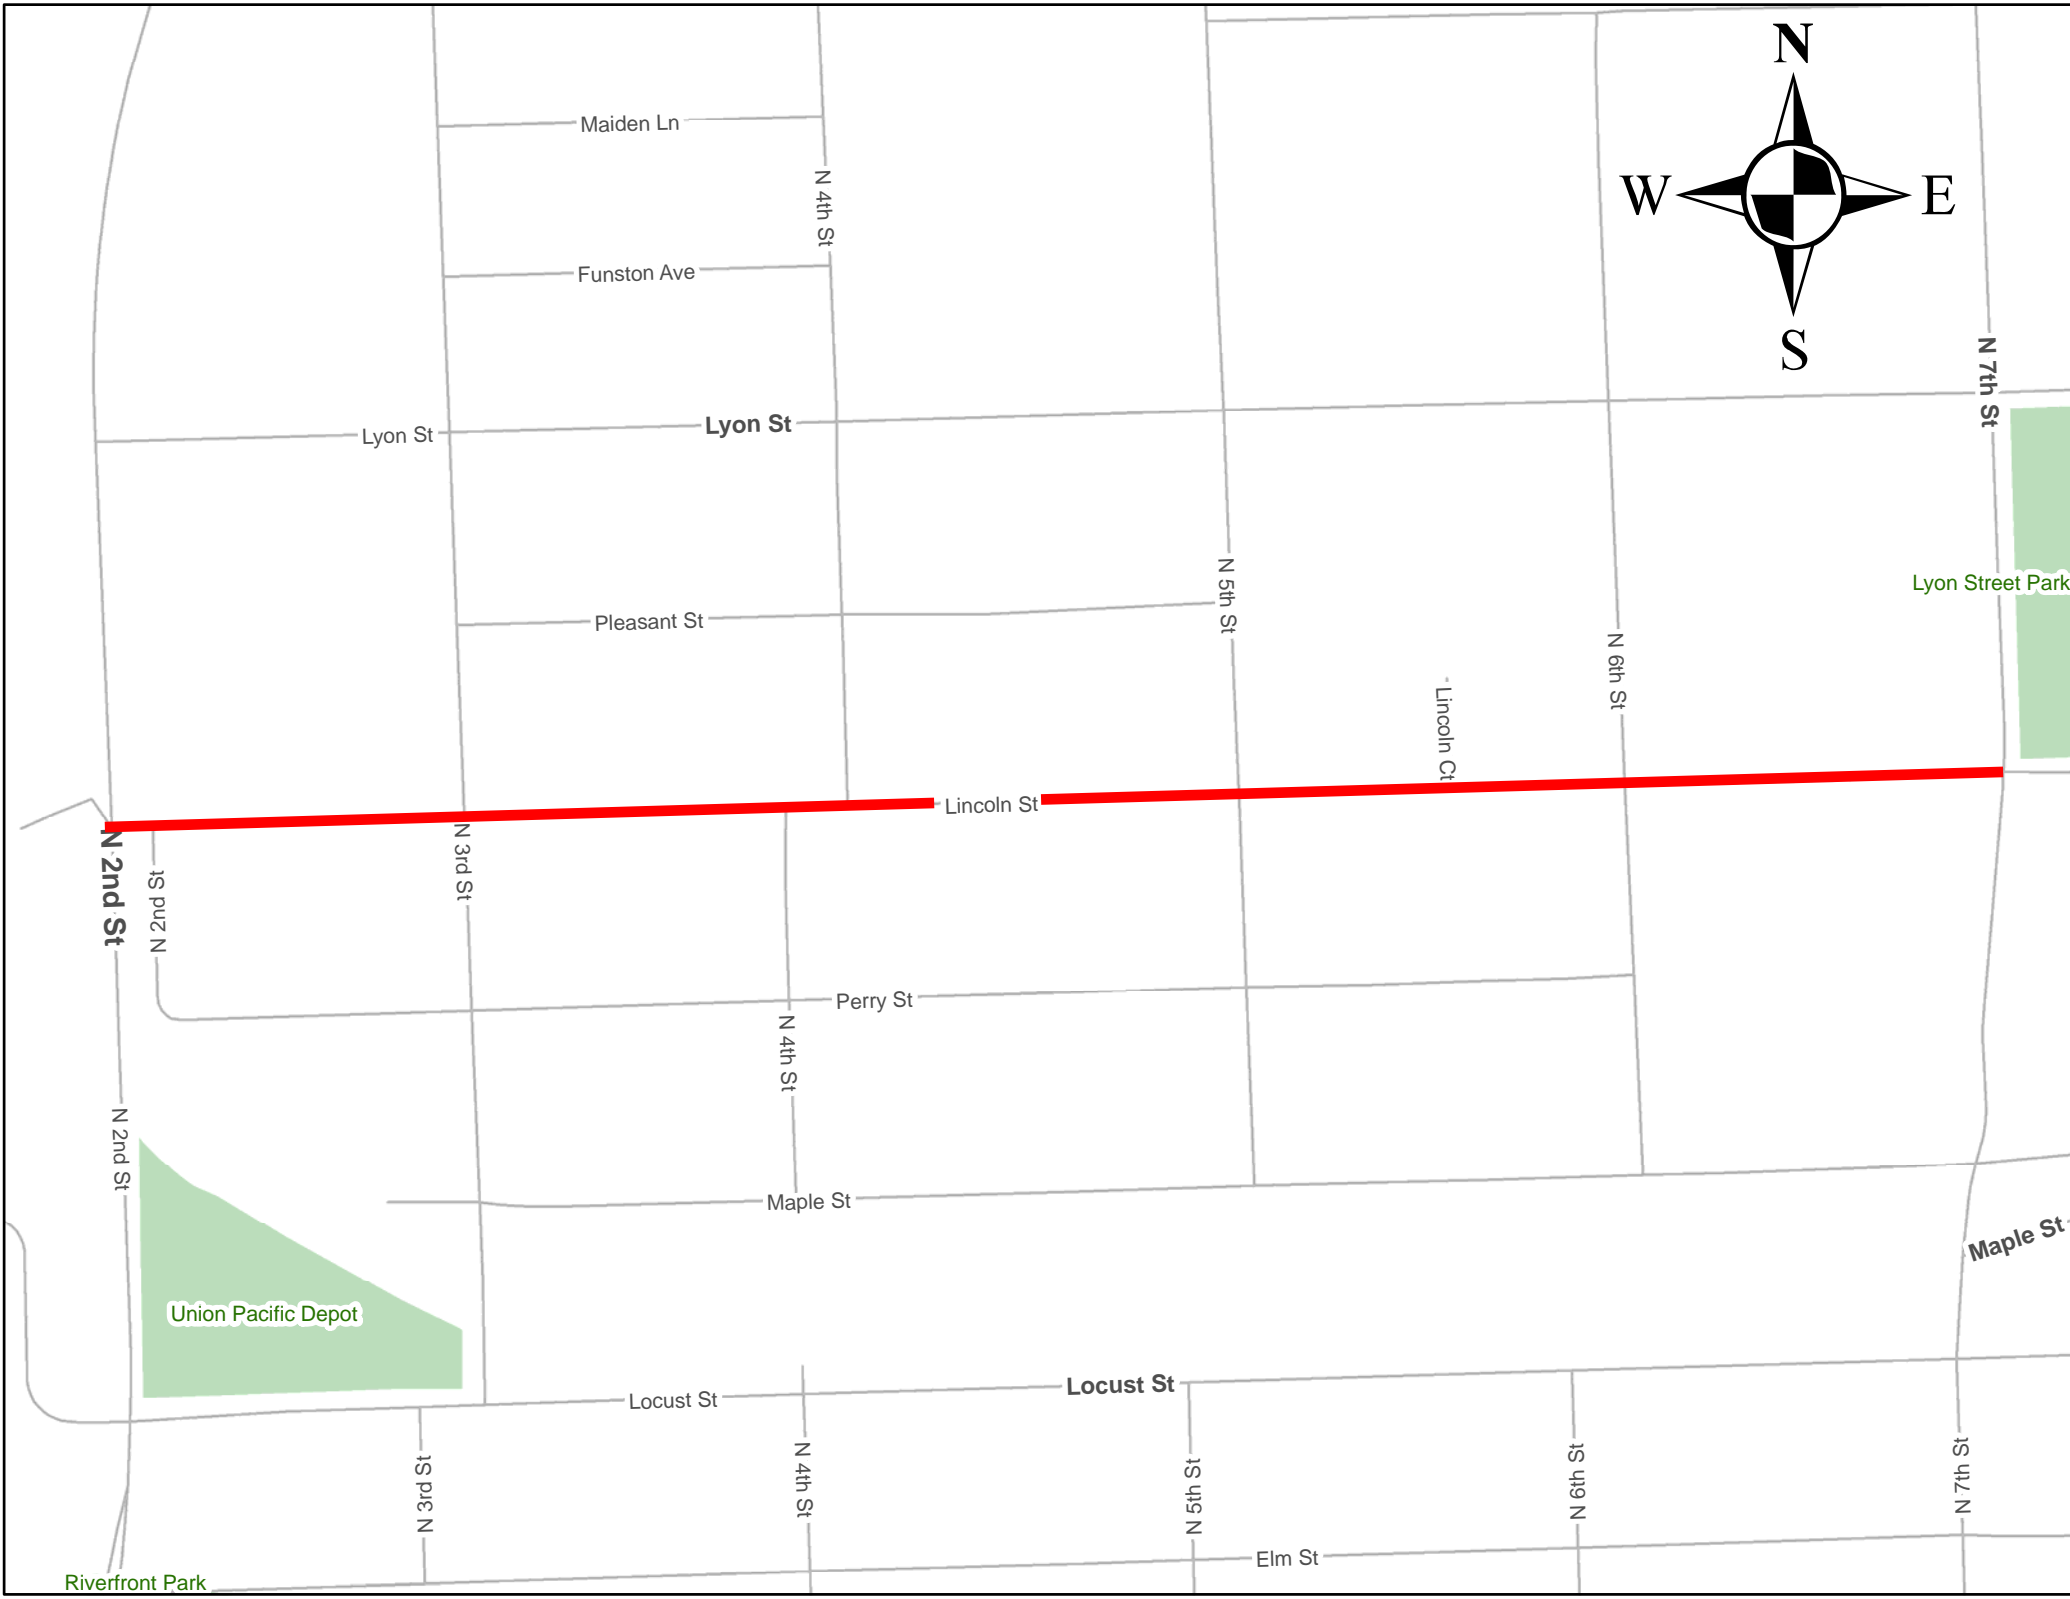 N
W
E
S
Maiden Ln
N 4th St
Funston Ave
N 7th St
Lyon St
Lyon St
N 5th St
Lyon Street Park
Pleasant St
N 6th St
Lincoln Ct
Lincoln St
N 2nd St
N 2nd St
N 3rd St
Perry St
N 4th St
N 2nd St
Maple St
Maple St
Union Pacific Depot
Locust St
Locust St
N 3rd St
N 4th St
N 5th St
N 6th St
N 7th St
Elm St
Riverfront Park